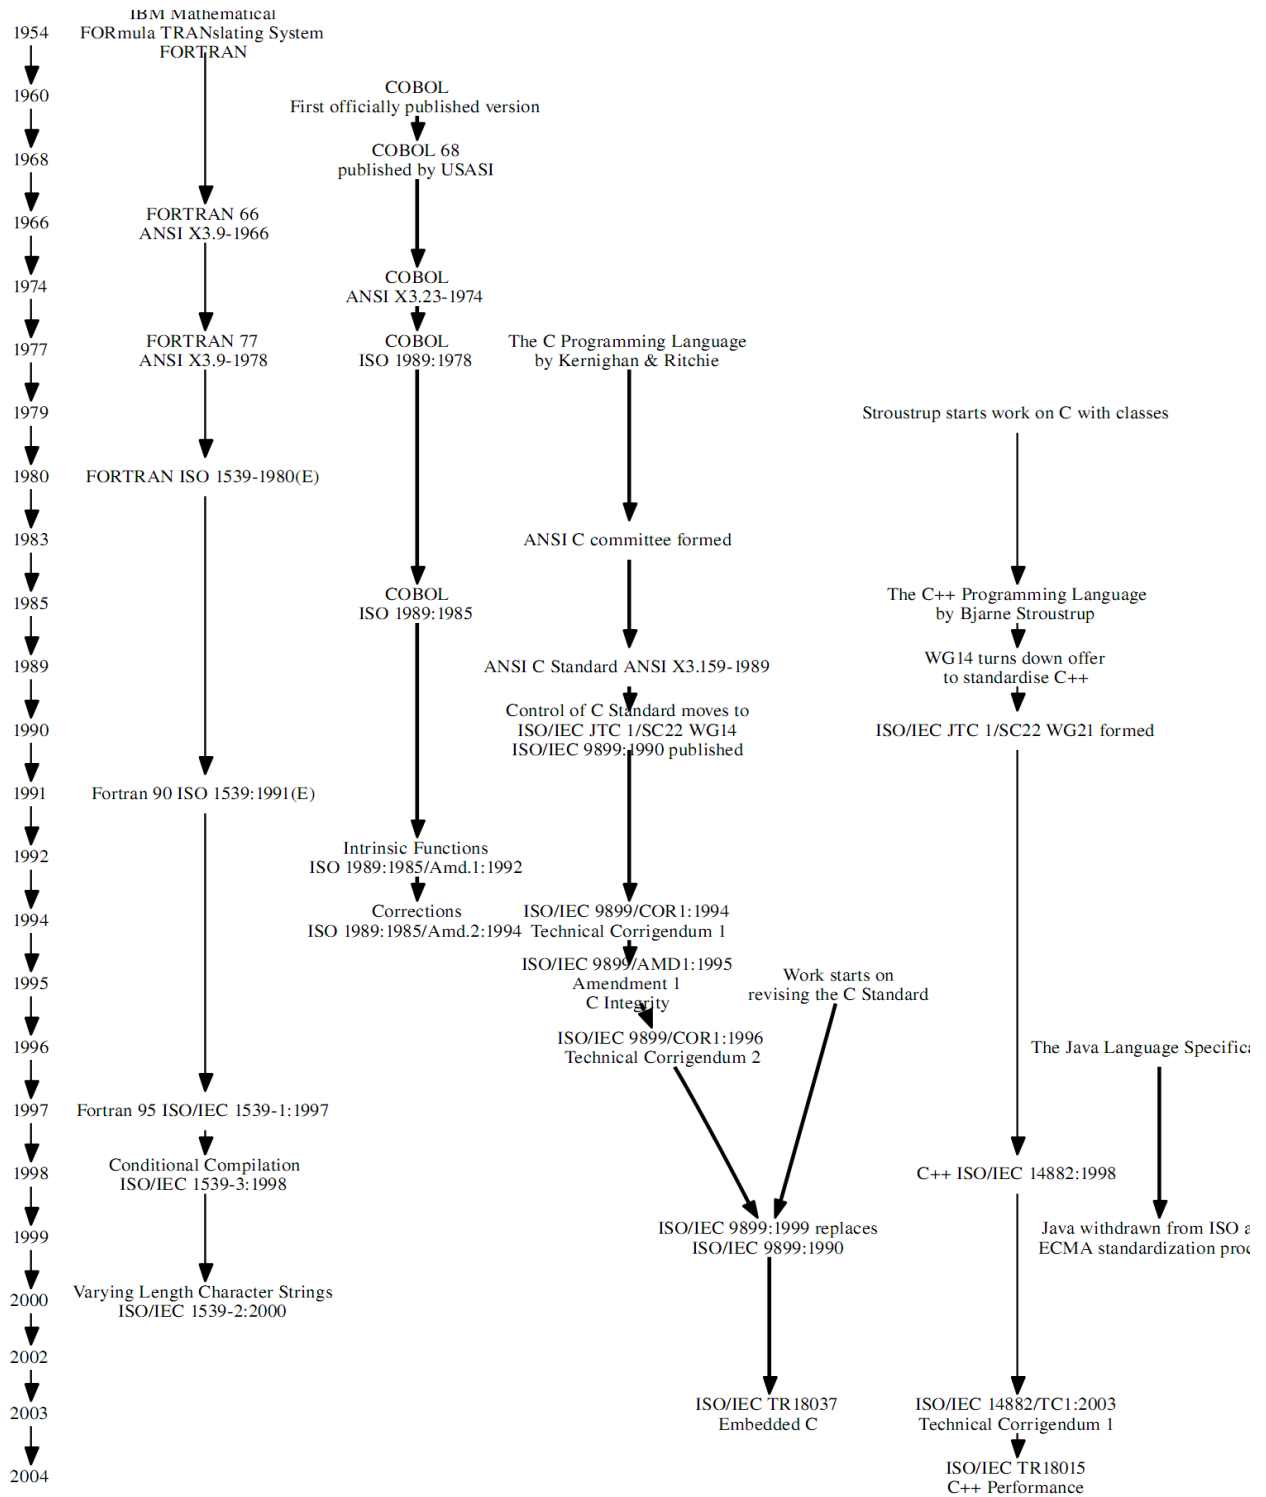 IBM Mathematical
1954 FORmula TRANslating System
FORTRAN
COBOL
1960
First officially published version
COBOL 68
1968
published by USASI
FORTRAN 66
1966
ANSI X3.9-1966
COBOL
1974
ANSI X3.23-1974
FORTRAN 77 COBOL The C Programming Language
1977
ANSI X3.9-1978 ISO 1989:1978 by Kernighan & Ritchie
1979 Stroustrup starts work on C with classes
1980 FORTRAN ISO 1539-1980(E)
1983 ANSI C committee formed
COBOL The C++ Programming Language
1985
ISO 1989:1985 by Bjarne Stroustrup
WG14 turns down offer
1989 ANSI C Standard ANSI X3.159-1989
to standardise C++
Control of C Standard moves to
1990 ISO/IEC JTC 1/SC22 WG14 ISO/IEC JTC 1/SC22 WG21 formed
ISO/IEC 9899:1990 published
1991 Fortran 90 ISO 1539:1991(E)
Intrinsic Functions
1992
ISO 1989:1985/Amd.1:1992
Corrections ISO/IEC 9899/COR1:1994
1994
ISO 1989:1985/Amd.2:1994 Technical Corrigendum 1
ISO/IEC 9899/AMD1:1995
Work starts on
1995 Amendment 1
revising the C Standard
C Integrity
ISO/IEC 9899/COR1:1996
1996 The Java Language
Technical Corrigendum 2
1997 Fortran 95 ISO/IEC 1539-1:1997
Conditional Compilation
1998 C++ ISO/IEC 14882:1998
ISO/IEC 1539-3:1998
ISO/IEC 9899:1999 replaces Java withdrawn from ISO
1999
ISO/IEC 9899:1990 ECMA standardization
Varying Length Character Strings
2000
ISO/IEC 1539-2:2000
2002
ISO/IEC TR18037 ISO/IEC 14882/TC1:2003
2003
Embedded C Technical Corrigendum 1
ISO/IEC TR18015
2004
C++ Performance